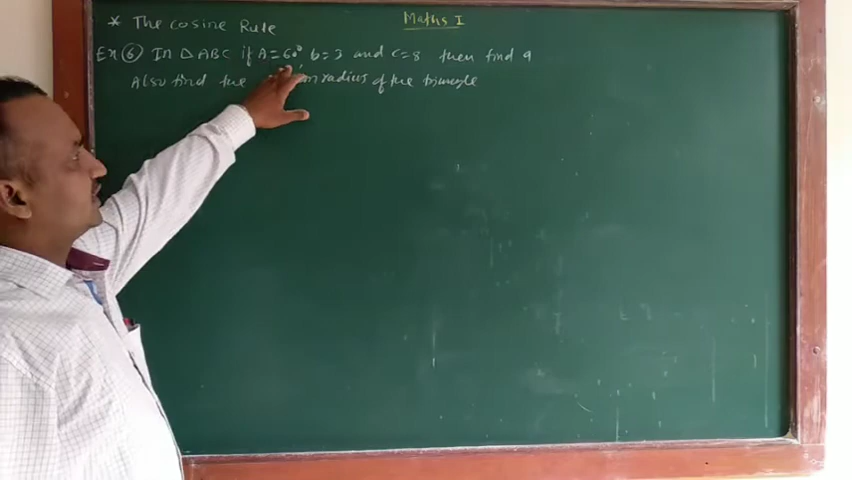 Maths I
* The cosine Rule
Ex ⑥ In △ABC if A=60°, b=3 and c=8 then find a
Also find the radius of the triangle